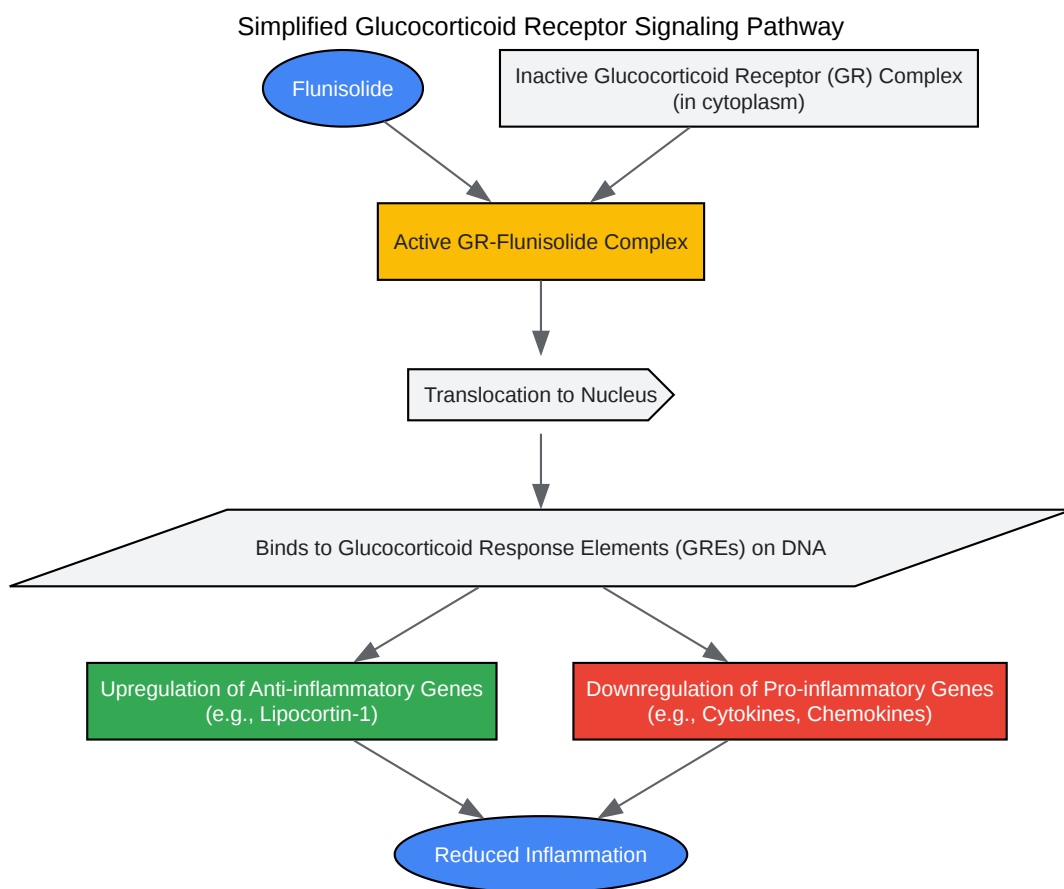 Simplified Glucocorticoid Receptor Signaling Pathway
Flunisolide
Inactive Glucocorticoid Receptor (GR) Complex
(in cytoplasm)
Active GR-Flunisolide Complex
Translocation to Nucleus
Binds to Glucocorticoid Response Elements (GREs) on DNA
Upregulation of Anti-inflammatory Genes
(e.g., Lipocortin-1)
Downregulation of Pro-inflammatory Genes
(e.g., Cytokines, Chemokines)
Reduced Inflammation